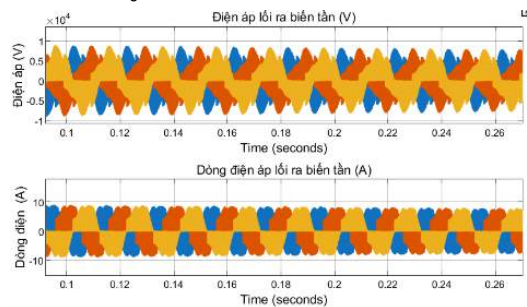 Điện áp lối ra biến tần (V)
×10⁴
Điện áp (V)
1
0.5
0
-0.5
-1
0.1 0.12 0.14 0.16 0.18 0.2 0.22 0.24 0.26
Time (seconds)
Dòng điện áp lối ra biến tần (A)
Dòng điện (A)
10
0
-10
0.1 0.12 0.14 0.16 0.18 0.2 0.22 0.24 0.26
Time (seconds)